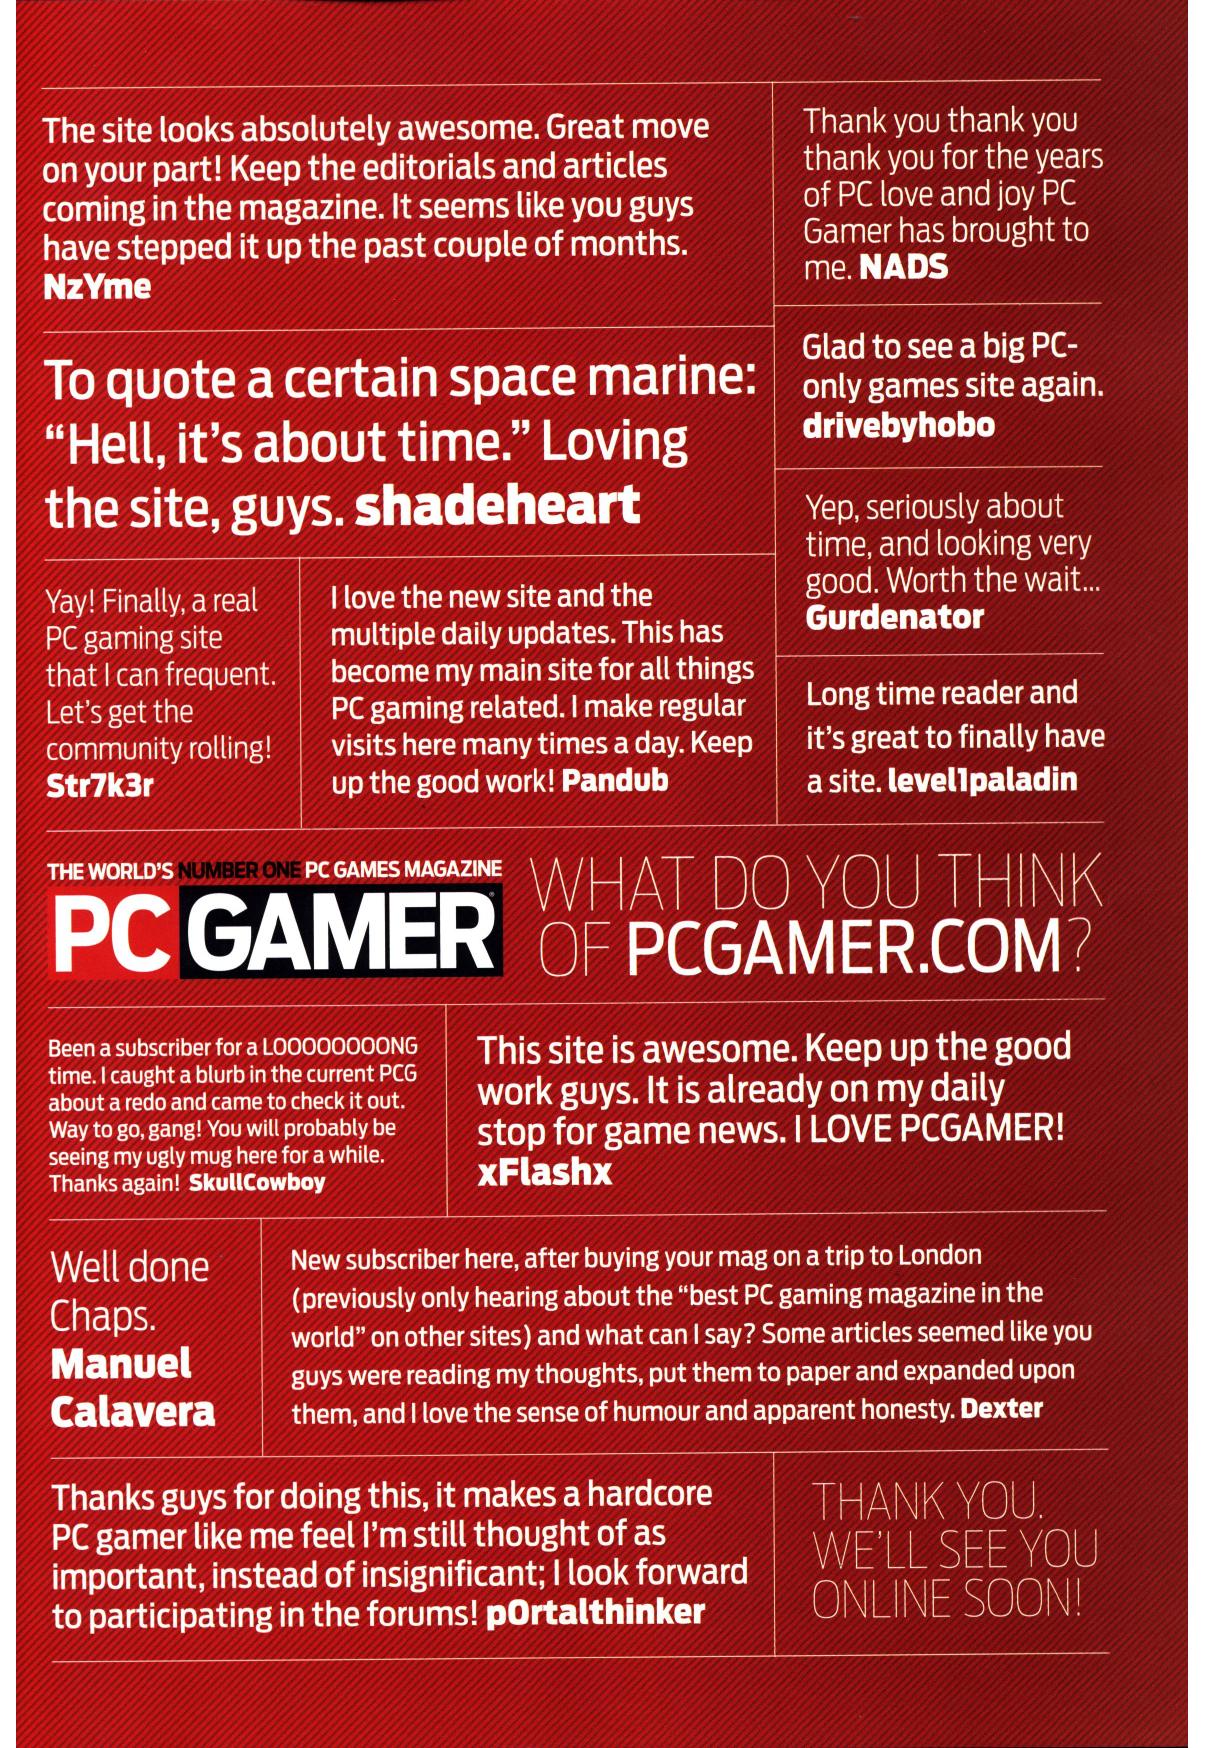 The site looks absolutely awesome. Great move
on your part! Keep the editorials and articles
coming in the magazine. It seems like you guys
have stepped it up the past couple of months.
NzYme
To quote a certain space marine:
“Hell, it’s about time.” Loving
the site, guys. shadeheart
Yay! Finally, a real
PC gaming site
that I can frequent.
Let’s get the
community rolling!
Str7k3r
I love the new site and the
multiple daily updates. This has
become my main site for all things
PC gaming related. I make regular
visits here many times a day. Keep
up the good work! Pandub
Thank you thank you
thank you for the years
of PC love and joy PC
Gamer has brought to
me. NADS
Glad to see a big PC-
only games site again.
drivebyhobo
Yep, seriously about
time, and looking very
good. Worth the wait...
Gurdenator
Long time reader and
it’s great to finally have
a site. level1paladin
THE WORLD’S NUMBER ONE PC GAMES MAGAZINE
PC GAMER®
WHAT DO YOU THINK
OF PCGAMER.COM?
Been a subscriber for a LOOOOOOOONG
time. I caught a blurb in the current PCG
about a redo and came to check it out.
Way to go, gang! You will probably be
seeing my ugly mug here for a while.
Thanks again! SkullCowboy
This site is awesome. Keep up the good
work guys. It is already on my daily
stop for game news. I LOVE PCGAMER!
xFlashx
Well done
Chaps.
Manuel
Calavera
New subscriber here, after buying your mag on a trip to London
(previously only hearing about the “best PC gaming magazine in the
world” on other sites) and what can I say? Some articles seemed like you
guys were reading my thoughts, put them to paper and expanded upon
them, and I love the sense of humour and apparent honesty. Dexter
Thanks guys for doing this, it makes a hardcore
PC gamer like me feel I’m still thought of as
important, instead of insignificant; I look forward
to participating in the forums! p0rtalthinker
THANK YOU.
WE’LL SEE YOU
ONLINE SOON!